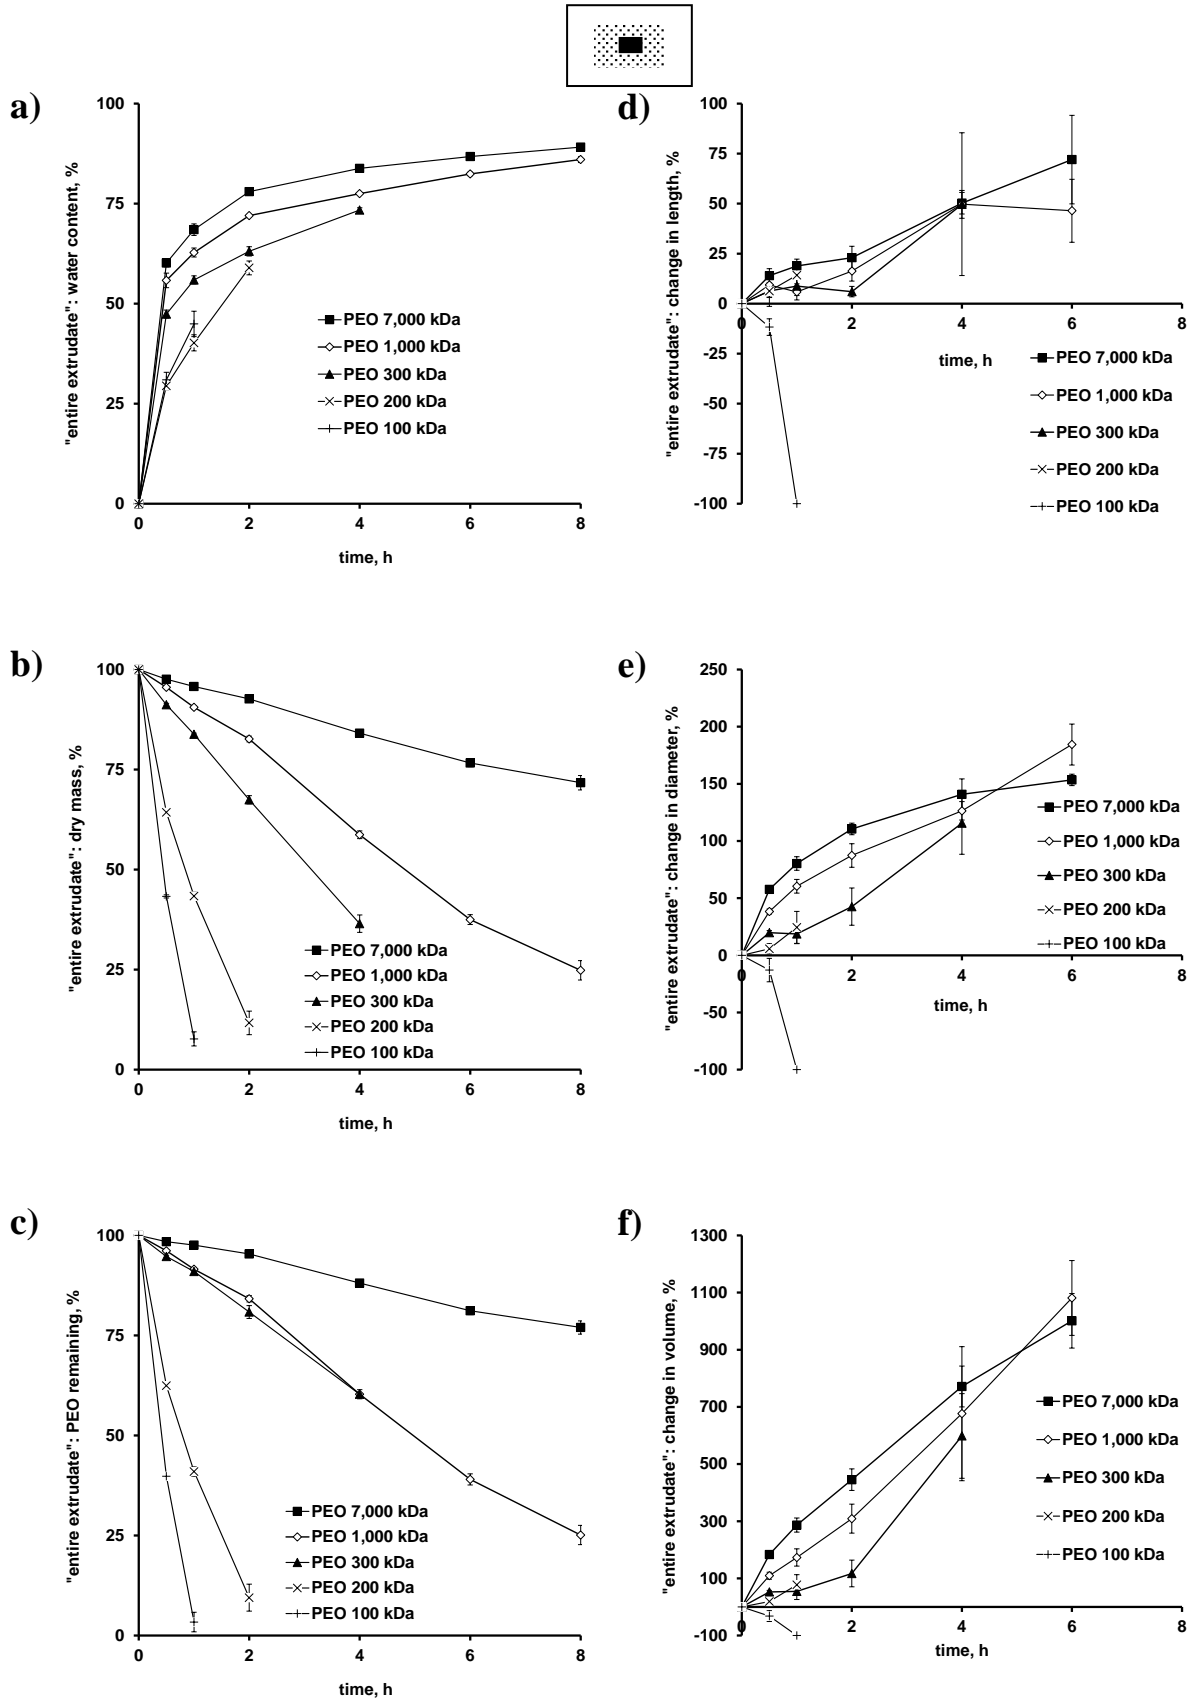 a)
"entire extrudate": water content, %
100
75
50
25
0
0 2 4 6 8
time, h
PEO 7,000 kDa
PEO 1,000 kDa
PEO 300 kDa
PEO 200 kDa
PEO 100 kDa
d)
"entire extrudate": change in length, %
100
75
50
25
0
-25
-50
-75
-100
0 2 4 6 8
time, h
PEO 7,000 kDa
PEO 1,000 kDa
PEO 300 kDa
PEO 200 kDa
PEO 100 kDa
b)
"entire extrudate": dry mass, %
100
75
50
25
0
0 2 4 6 8
time, h
PEO 7,000 kDa
PEO 1,000 kDa
PEO 300 kDa
PEO 200 kDa
PEO 100 kDa
e)
"entire extrudate": change in diameter, %
250
200
150
100
50
0
-50
-100
0 2 4 6 8
time, h
PEO 7,000 kDa
PEO 1,000 kDa
PEO 300 kDa
PEO 200 kDa
PEO 100 kDa
c)
"entire extrudate": PEO remaining, %
100
75
50
25
0
0 2 4 6 8
time, h
PEO 7,000 kDa
PEO 1,000 kDa
PEO 300 kDa
PEO 200 kDa
PEO 100 kDa
f)
"entire extrudate": change in volume, %
1300
1100
900
700
500
300
100
-100
0 2 4 6 8
time, h
PEO 7,000 kDa
PEO 1,000 kDa
PEO 300 kDa
PEO 200 kDa
PEO 100 kDa